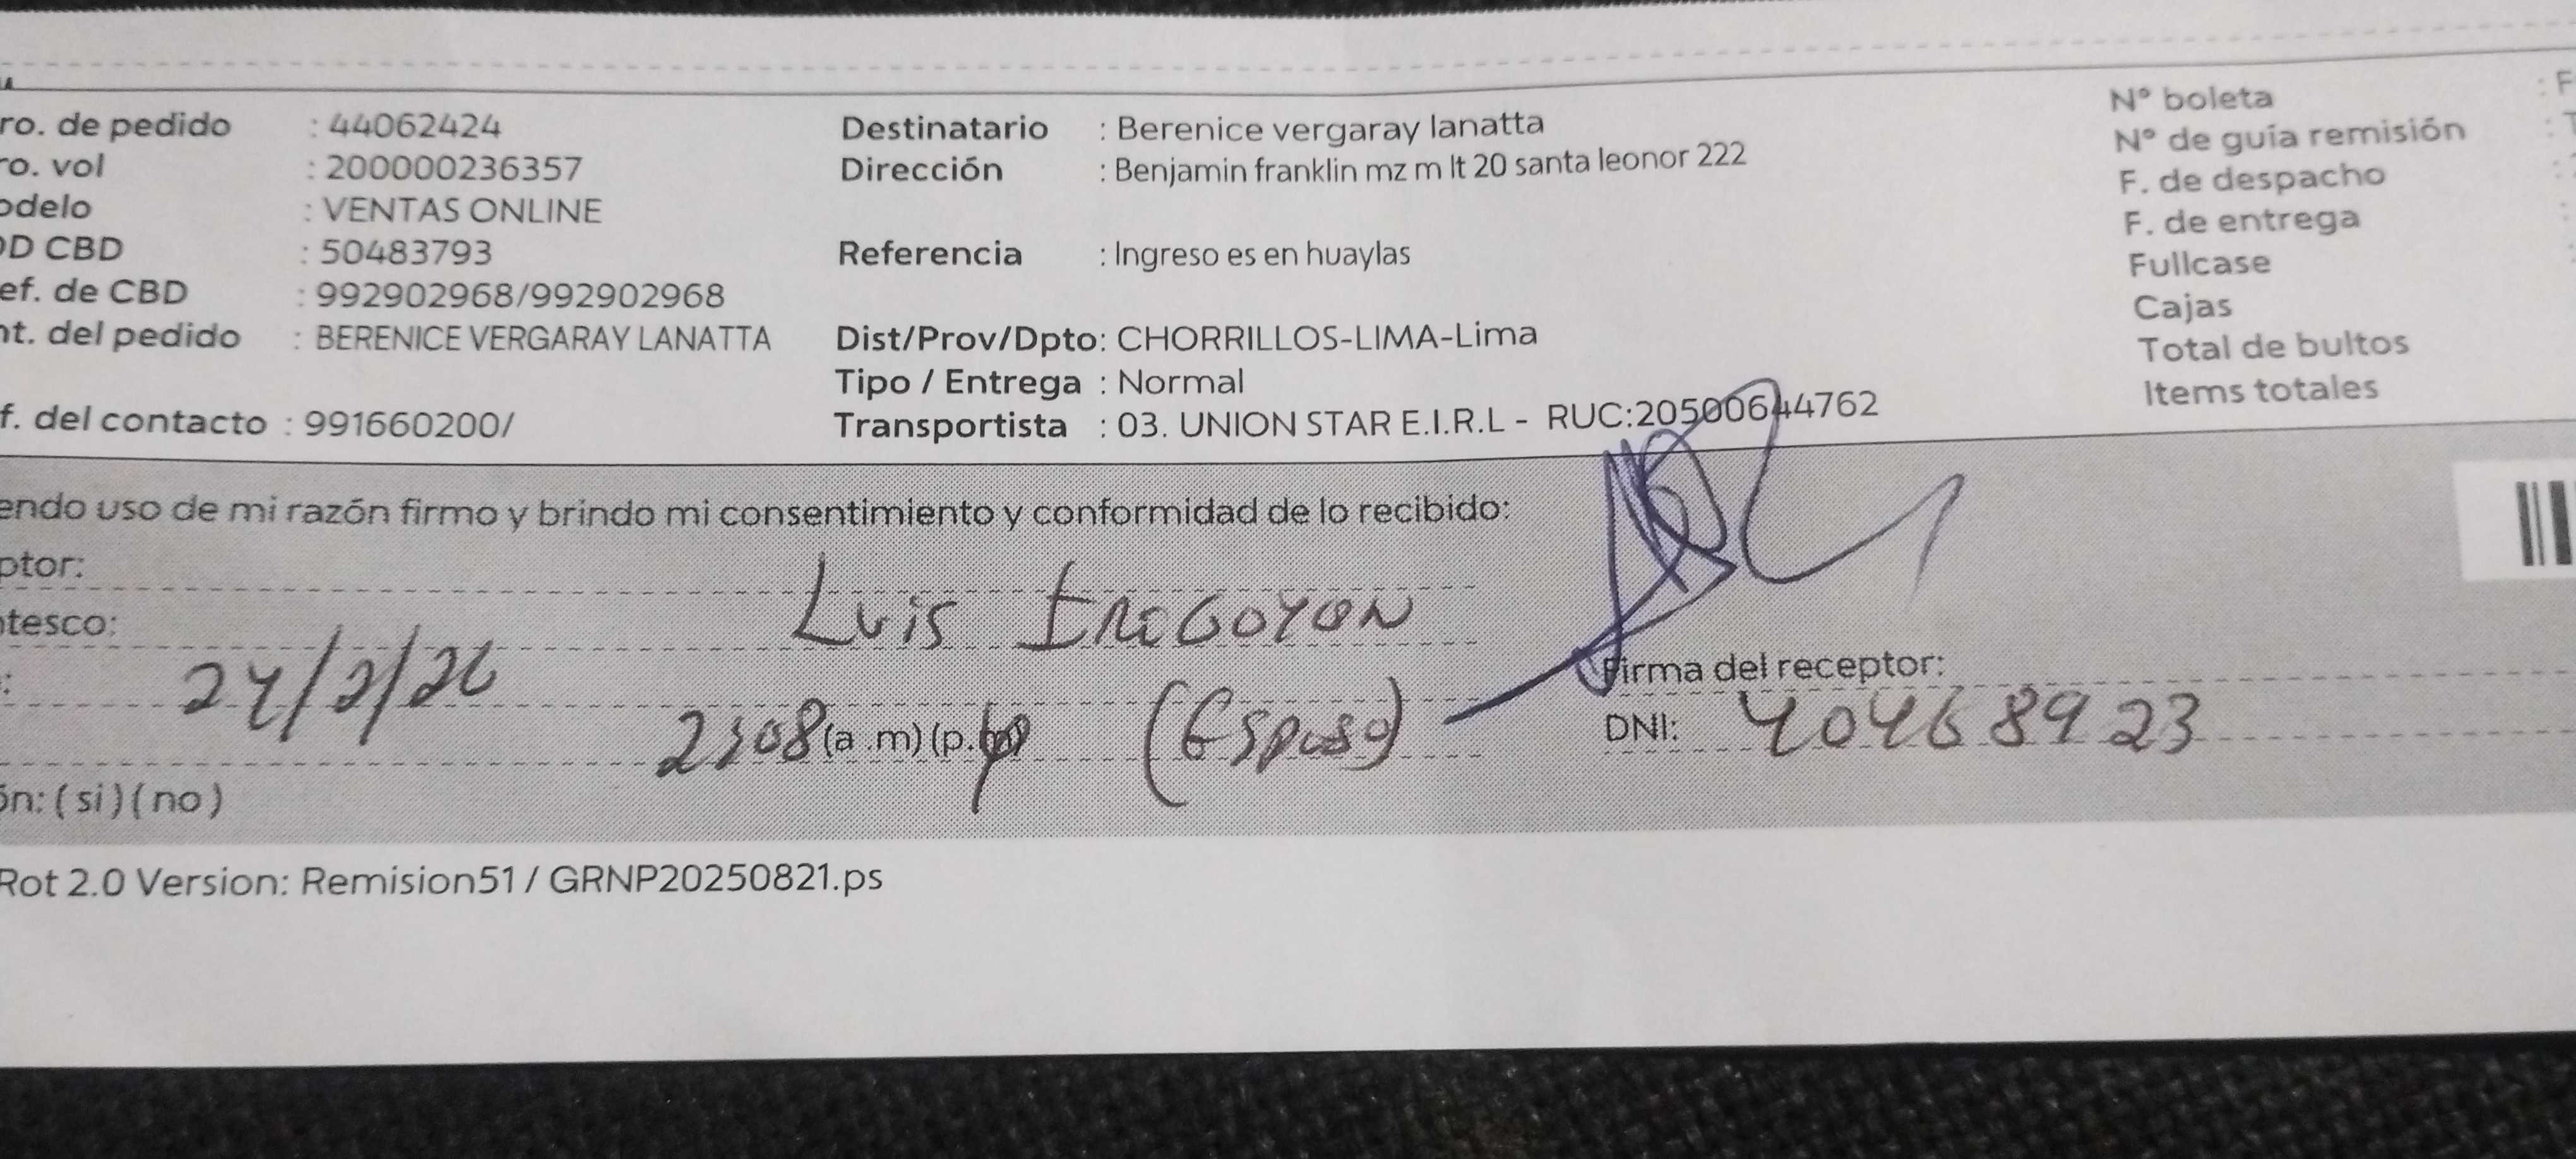 ro. de pedido : 44062424
ro. vol : 200000236357
odelo : VENTAS ONLINE
OD CBD : 50483793
ef. de CBD : 992902968/992902968
nt. del pedido : BERENICE VERGARAY LANATTA
f. del contacto : 991660200/
Destinatario : Berenice vergaray lanatta
Dirección : Benjamin franklin mz m lt 20 santa leonor 222
Referencia : Ingreso es en huaylas
Dist/Prov/Dpto: CHORRILLOS-LIMA-Lima
Tipo / Entrega : Normal
Transportista : 03. UNION STAR E.I.R.L - RUC:20500644762
N° boleta : F
N° de guía remisión : T
F. de despacho :
F. de entrega :
Fullcase :
Cajas
Total de bultos
Items totales
endo uso de mi razón firmo y brindo mi consentimiento y conformidad de lo recibido:
ptor:
Luis IRIGOYEN
tesco:
: 24/2/26
(a .m) (p.m)
(Esposo)
Firma del receptor:
DNI: 40468923
ón: ( si ) ( no )
Rot 2.0 Version: Remision51 / GRNP20250821.ps